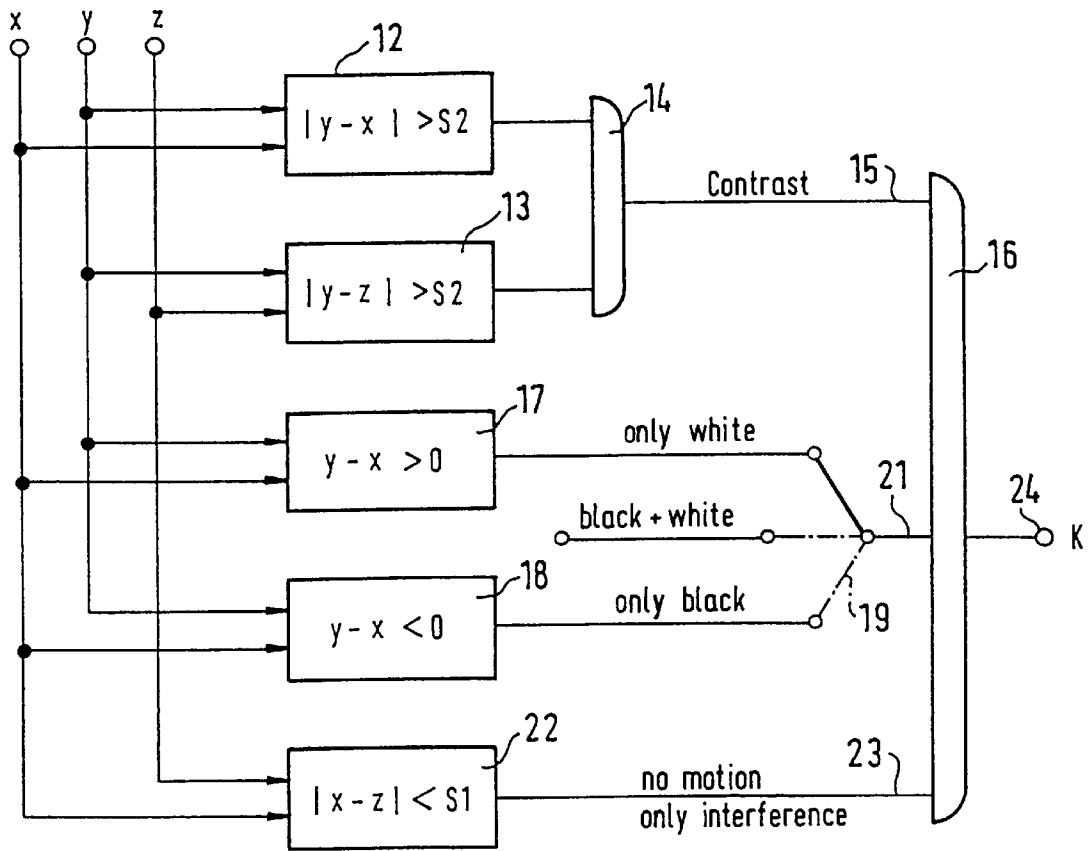 x y z
12
|y-x| >S2
14
Contrast
15
13
|y-z| >S2
16
17
y-x >0
only white
21
24
black+white
K
18
y-x <0
only black
19
22
|x-z| < S1
no motion
23
only interference